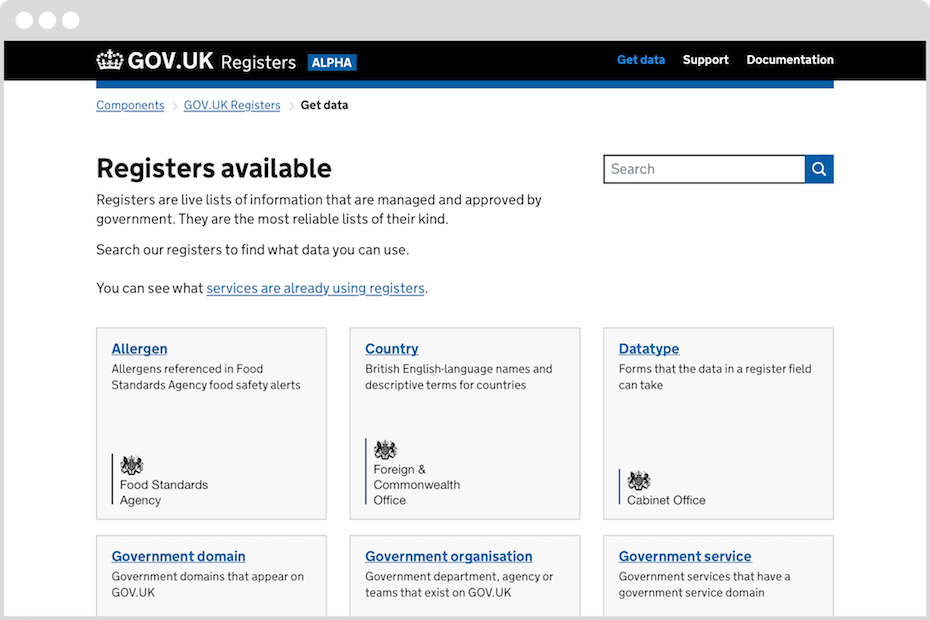 GOV.UK Registers ALPHA Get data Support Documentation
Components GOV.UK Registers Get data
Registers available
Search
Registers are live lists of information that are managed and approved by
government. They are the most reliable lists of their kind.
Search our registers to find what data you can use.
You can see what services are already using registers.
Allergen
Allergens referenced in Food
Standards Agency food safety alerts
Food Standards
Agency
Country
British English-language names and
descriptive terms for countries
Foreign &
Commonwealth
Office
Datatype
Forms that the data in a register field
can take
Cabinet Office
Government domain
Government domains that appear on
GOV.UK
Government organisation
Government department, agency or
teams that exist on GOV.UK
Government service
Government services that have a
government service domain